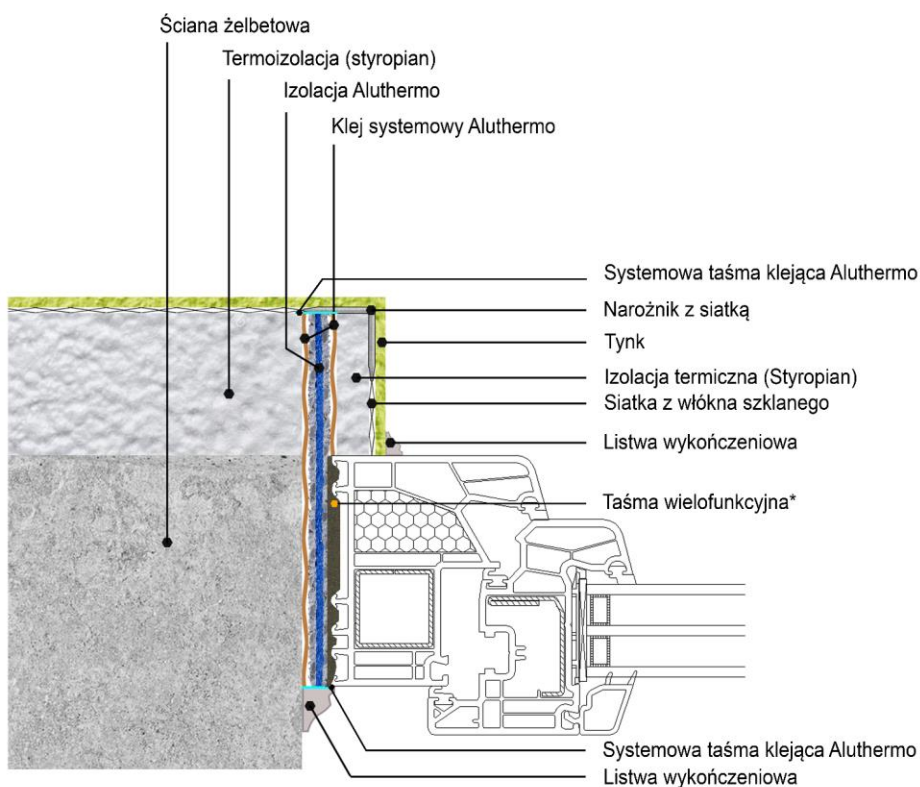 Ściana żelbetowa
Termoizolacja (styropian)
Izolacja Aluthermo
Klej systemowy Aluthermo
Systemowa taśma klejąca Aluthermo
Narożnik z siatką
Tynk
Izolacja termiczna (Styropian)
Siatka z włókna szklanego
Listwa wykończeniowa
Taśma wielofunkcyjna*
Systemowa taśma klejąca Aluthermo
Listwa wykończeniowa